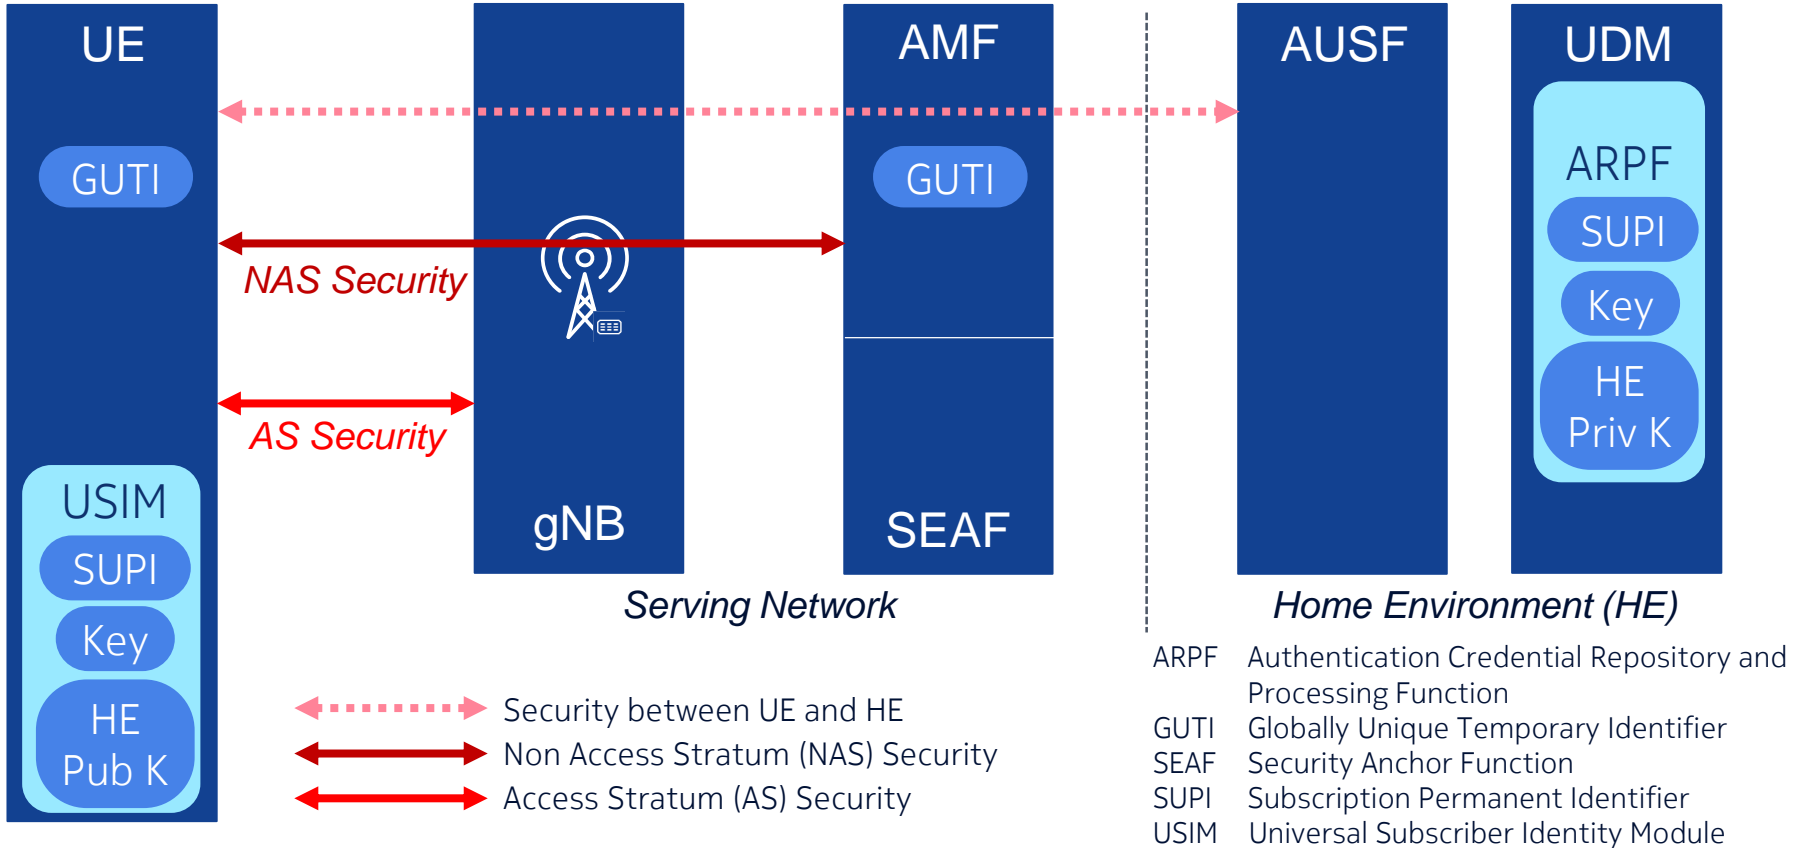 UE
AMF
AUSF
UDM
GUTI
GUTI
ARPF
SUPI
NAS Security
Key
HE
Priv K
AS Security
USIM
gNB
SEAF
SUPI
Key
HE
Pub K
Serving Network
Home Environment (HE)
Security between UE and HE
Non Access Stratum (NAS) Security
Access Stratum (AS) Security
ARPF Authentication Credential Repository and
Processing Function
GUTI Globally Unique Temporary Identifier
SEAF Security Anchor Function
SUPI Subscription Permanent Identifier
USIM Universal Subscriber Identity Module